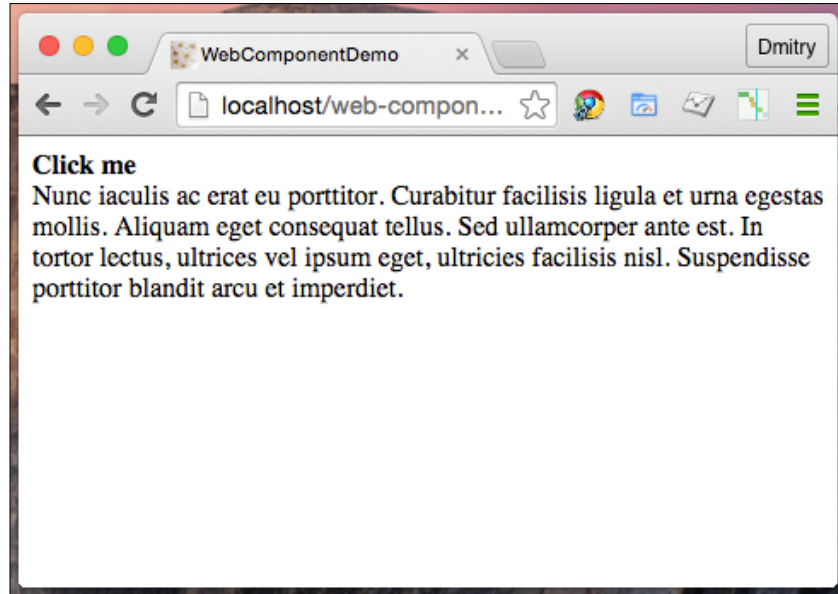 WebComponentDemo
Dmitry
localhost/web-compon...
Click me
Nunc iaculis ac erat eu porttitor. Curabitur facilisis ligula et urna egestas
mollis. Aliquam eget consequat tellus. Sed ullamcorper ante est. In
tortor lectus, ultrices vel ipsum eget, ultricies facilisis nisl. Suspendisse
porttitor blandit arcu et imperdiet.